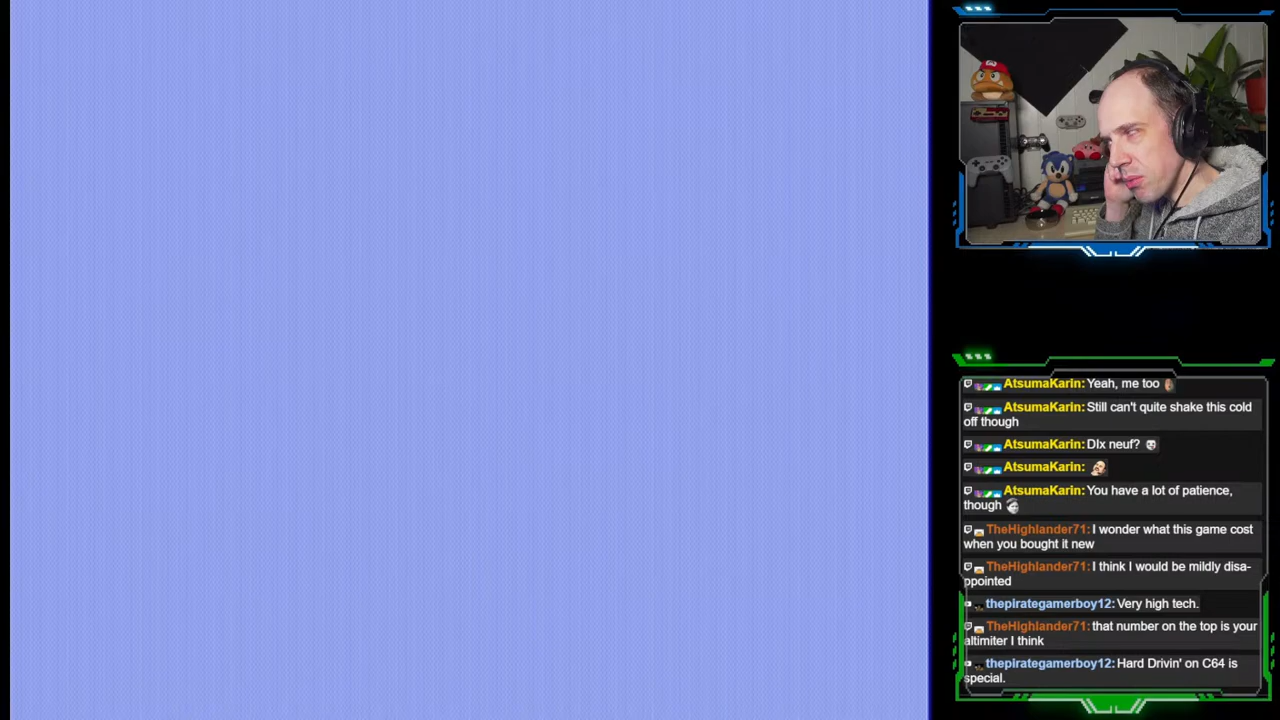 AtsumaKarin: Yeah, me too
AtsumaKarin: Still can't quite shake this cold
off though
AtsumaKarin: DIx neuf?
AtsumaKarin:
AtsumaKarin: You have a lot of patience,
though
TheHighlander71: I wonder what this game cost
when you bought it new
TheHighlander71: I think I would be mildly disa-
ppointed
thepirategamerboy12: Very high tech.
TheHighlander71: that number on the top is your
altimiter I think
thepirategamerboy12: Hard Drivin' on C64 is
special.